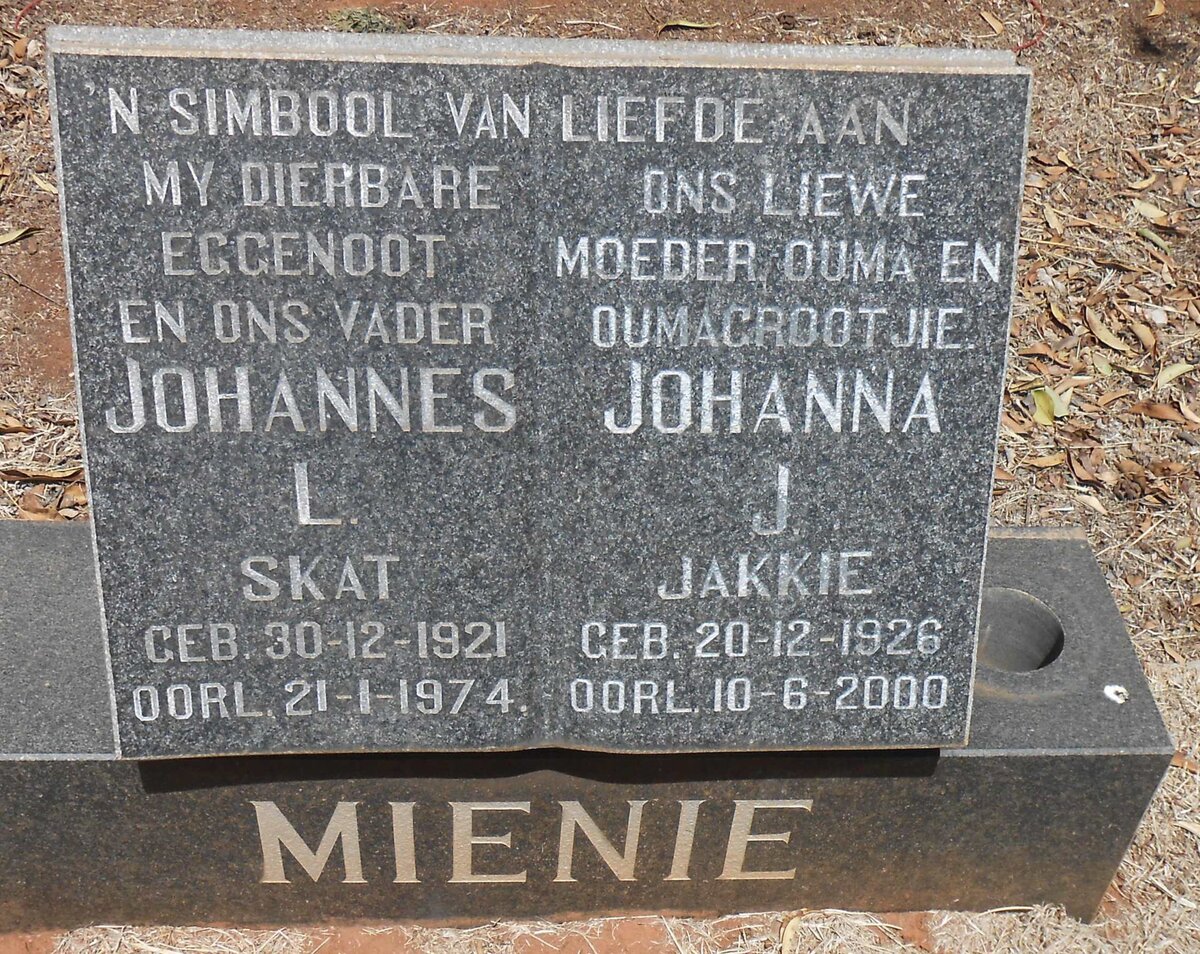 'N SIMBOOL VAN LIEFDE AAN
MY DIERBARE
EGGENOOT
EN ONS VADER
JOHANNES
L.
SKAT
GEB. 30-12-1921
OORL. 21-1-1974.
ONS LIEWE
MOEDER, OUMA EN
OUMAGROOTJIE.
JOHANNA
J.
JAKKIE
GEB. 20-12-1926
OORL. 10-6-2000
MIENIE